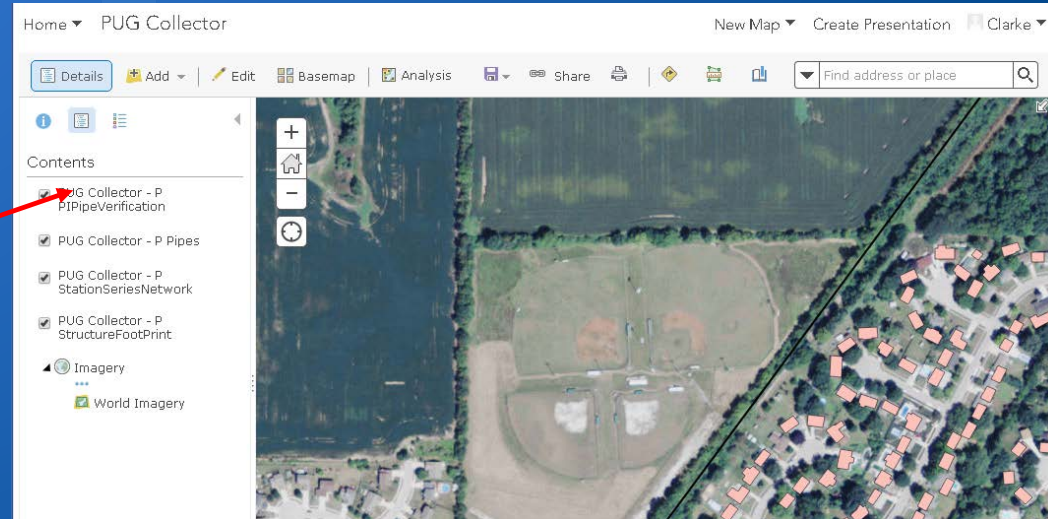 Home PUG Collector New Map Create Presentation Clarke
Details Add Edit Basemap Analysis Share Find address or place
Contents
PUG Collector - P
PIPipeVerification
PUG Collector - P Pipes
PUG Collector - P
StationSeriesNetwork
PUG Collector - P
StructureFootPrint
Imagery
World Imagery